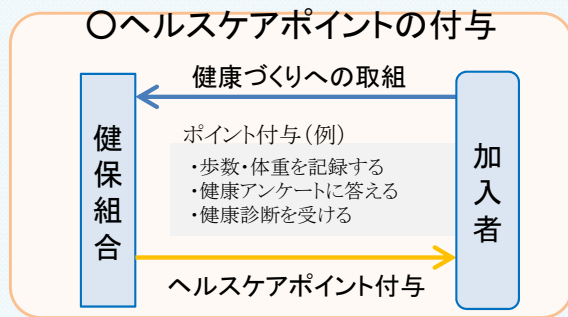 ○ヘルスケアポイントの付与
健康づくりへの取組
健保組合
ポイント付与(例)
・歩数・体重を記録する
・健康アンケートに答える
・健康診断を受ける
加入者
ヘルスケアポイント付与